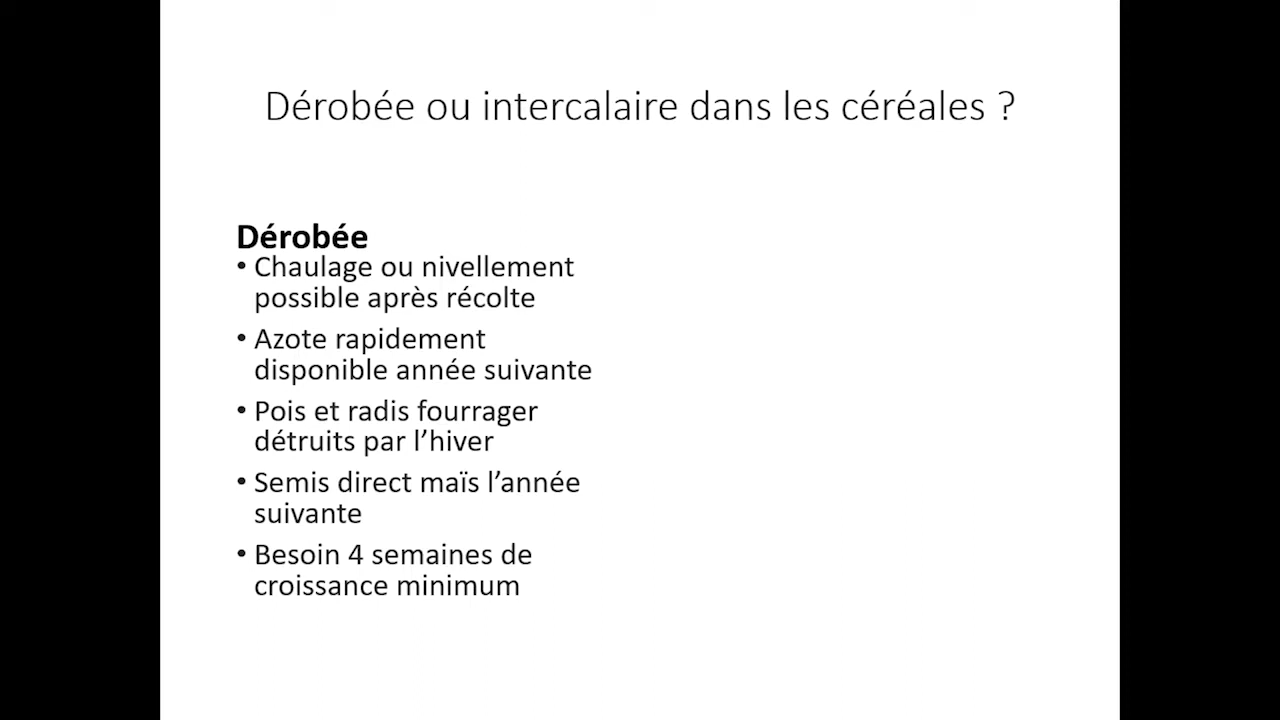 Dérobée ou intercalaire dans les céréales ?
Dérobée
• Chaulage ou nivellement
possible après récolte
• Azote rapidement
disponible année suivante
• Pois et radis fourrager
détruits par l’hiver
• Semis direct maïs l’année
suivante
• Besoin 4 semaines de
croissance minimum